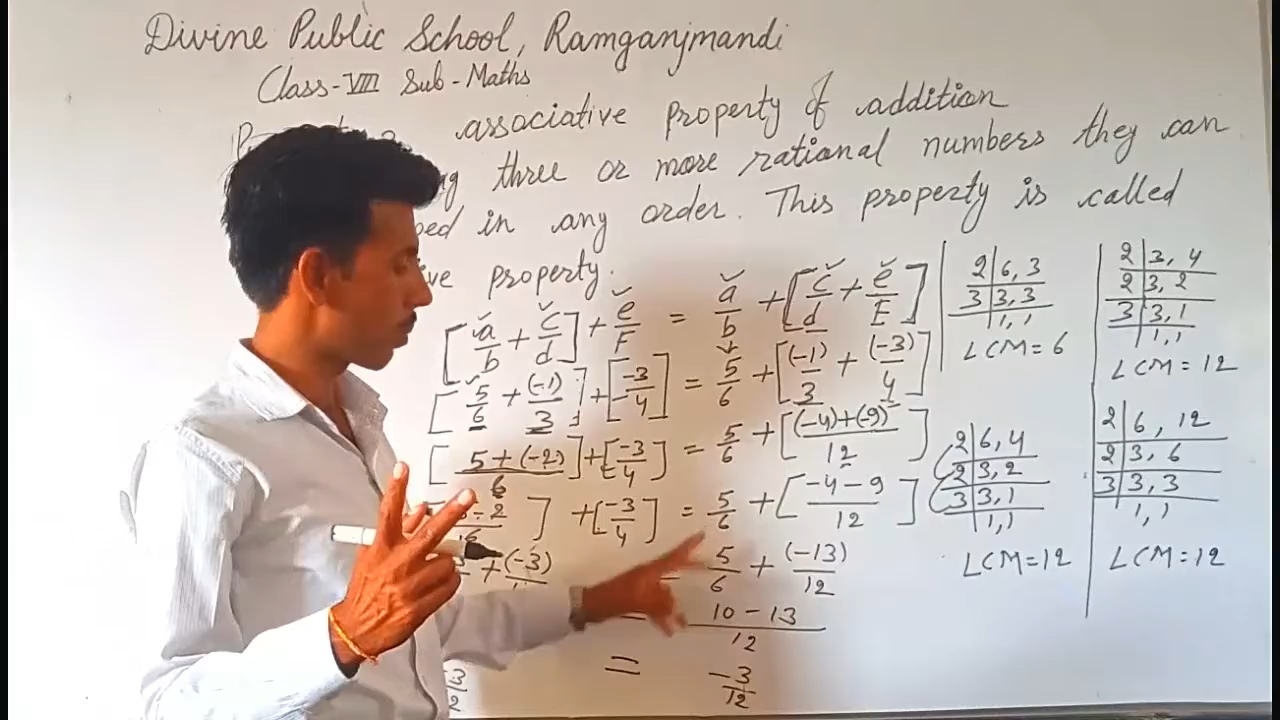 Divine Public School, Ramganjmandi
Class-VIII Sub-Maths
associative property of addition
three or more rational numbers they can
in any order. This property is called
property.
[a/b + c/d] + e/F = a/b + [c/d + e/F]
[5/6 + (-1)/3] + [-3/4] = 5/6 + [(-1)/3 + (-3)/4]
[5+(-2)/6] + [-3/4] = 5/6 + [(-4)+(-9)/12]
-2 ] + [-3/4] = 5/6 + [-4-9/12]
+ (-3) 5/6 + (-13)/12
= 10-13/12
= -3/12
2 | 6, 3
3 | 3, 3
1, 1
LCM = 6
2 | 3, 4
2 | 3, 2
3 | 3, 1
1, 1
LCM = 12
2 | 6, 4
2 | 3, 2
3 | 3, 1
1, 1
LCM = 12
2 | 6, 12
2 | 3, 6
3 | 3, 3
1, 1
LCM = 12